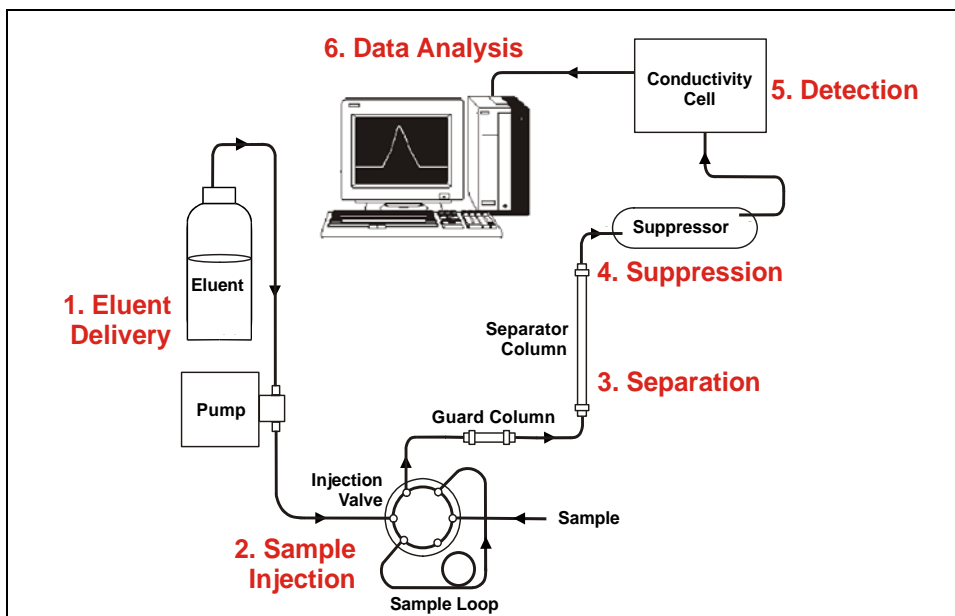 6. Data Analysis
Conductivity
Cell
5. Detection
Suppressor
4. Suppression
Eluent
1. Eluent
Delivery
Separator
Column
3. Separation
Pump
Guard Column
Injection
Valve
Sample
2. Sample
Injection
Sample Loop